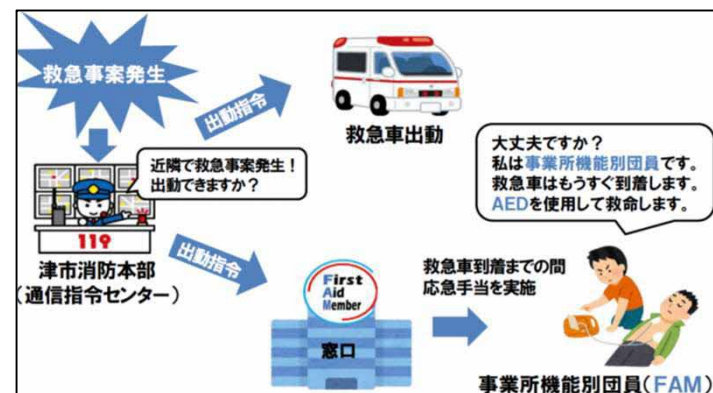 救急事案発生
出動指令
救急車出動
近隣で救急事案発生！
出動できますか？
119
津市消防本部
（通信指令センター）
出動指令
First
Aid
Member
窓口
救急車到着までの間
応急手当を実施
大丈夫ですか？
私は事業所機能別団員です。
救急車はもうすぐ到着します。
AEDを使用して救命します。
事業所機能別団員（FAM）